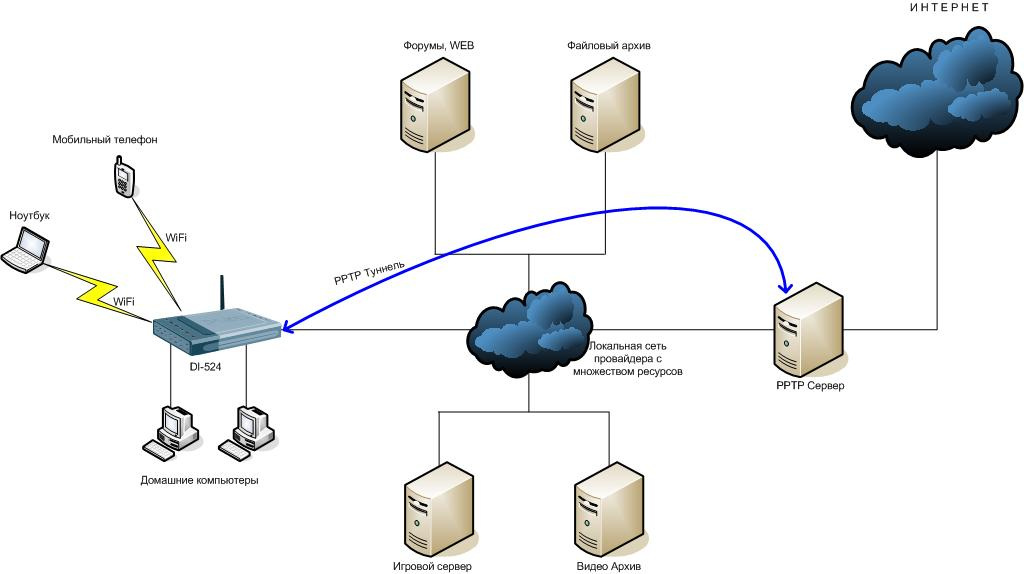 ИНТЕРНЕТ
Форумы, WEB
Файловый архив
Мобильный телефон
Ноутбук
WiFi
WiFi
PPTP Туннель
DI-524
Локальная сеть
провайдера с
множеством ресурсов
PPTP Сервер
Домашние компьютеры
Игровой сервер
Видео Архив